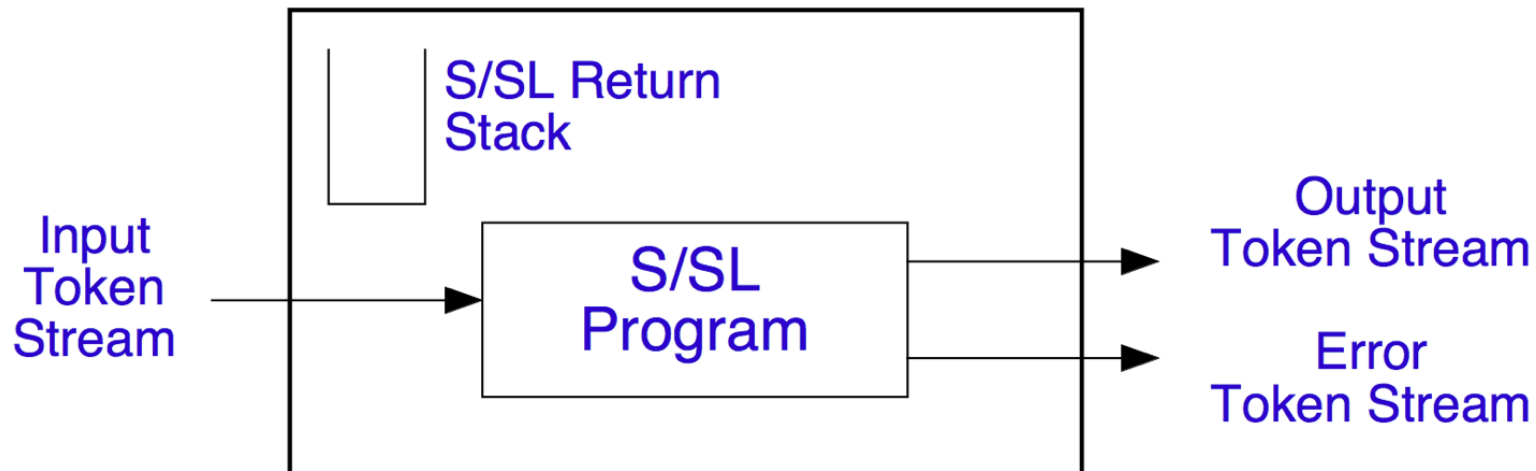 S/SL Return
Stack
Input
Token
Stream
S/SL
Program
Output
Token Stream
Error
Token Stream